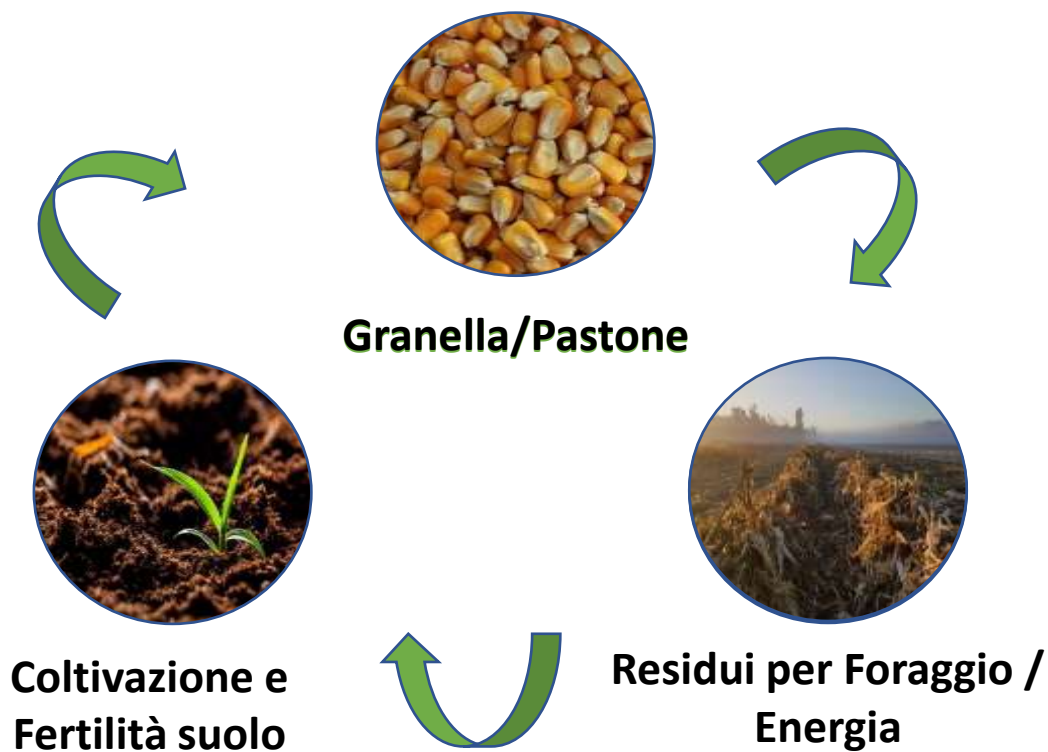 Granella/Pastone
Coltivazione e
Fertilità suolo
Residui per Foraggio /
Energia